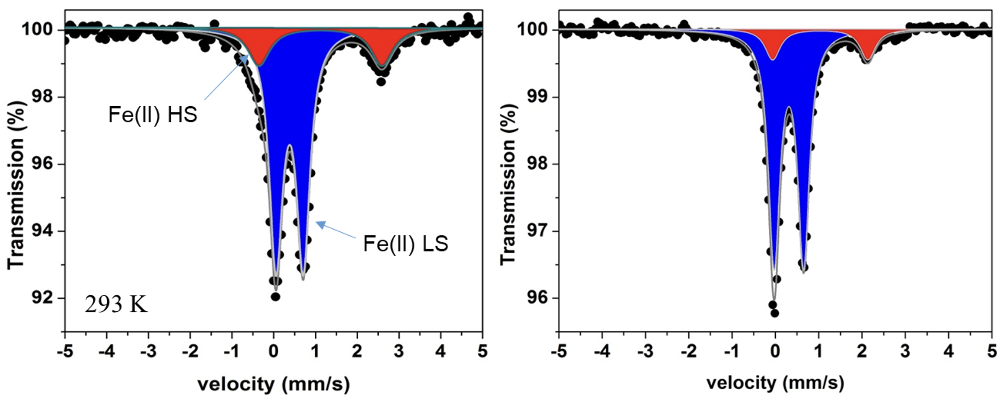 Transmission (%)
100
98
96
94
92
Fe(II) HS
Fe(II) LS
293 K
-5 -4 -3 -2 -1 0 1 2 3 4 5
velocity (mm/s)
Transmission (%)
100
99
98
97
96
-5 -4 -3 -2 -1 0 1 2 3 4 5
velocity (mm/s)